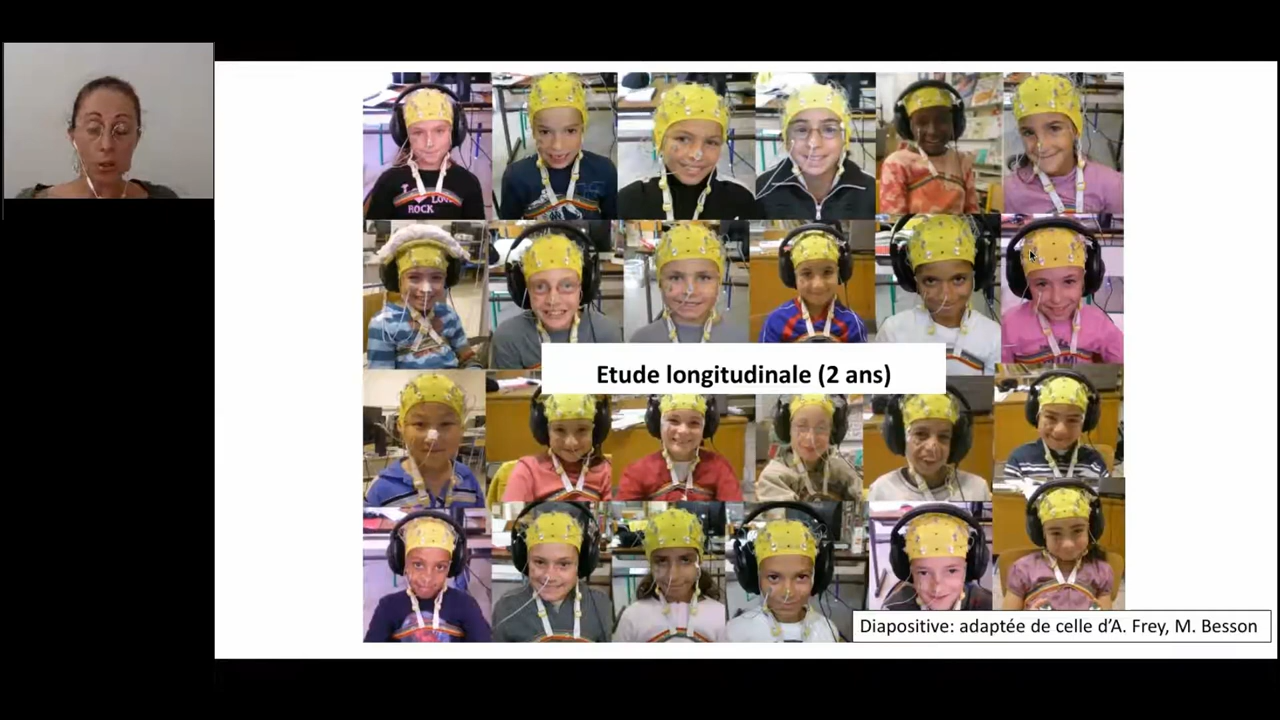 I LOVE
ROCK
Etude longitudinale (2 ans)
Diapositive: adaptée de celle d'A. Frey, M. Besson